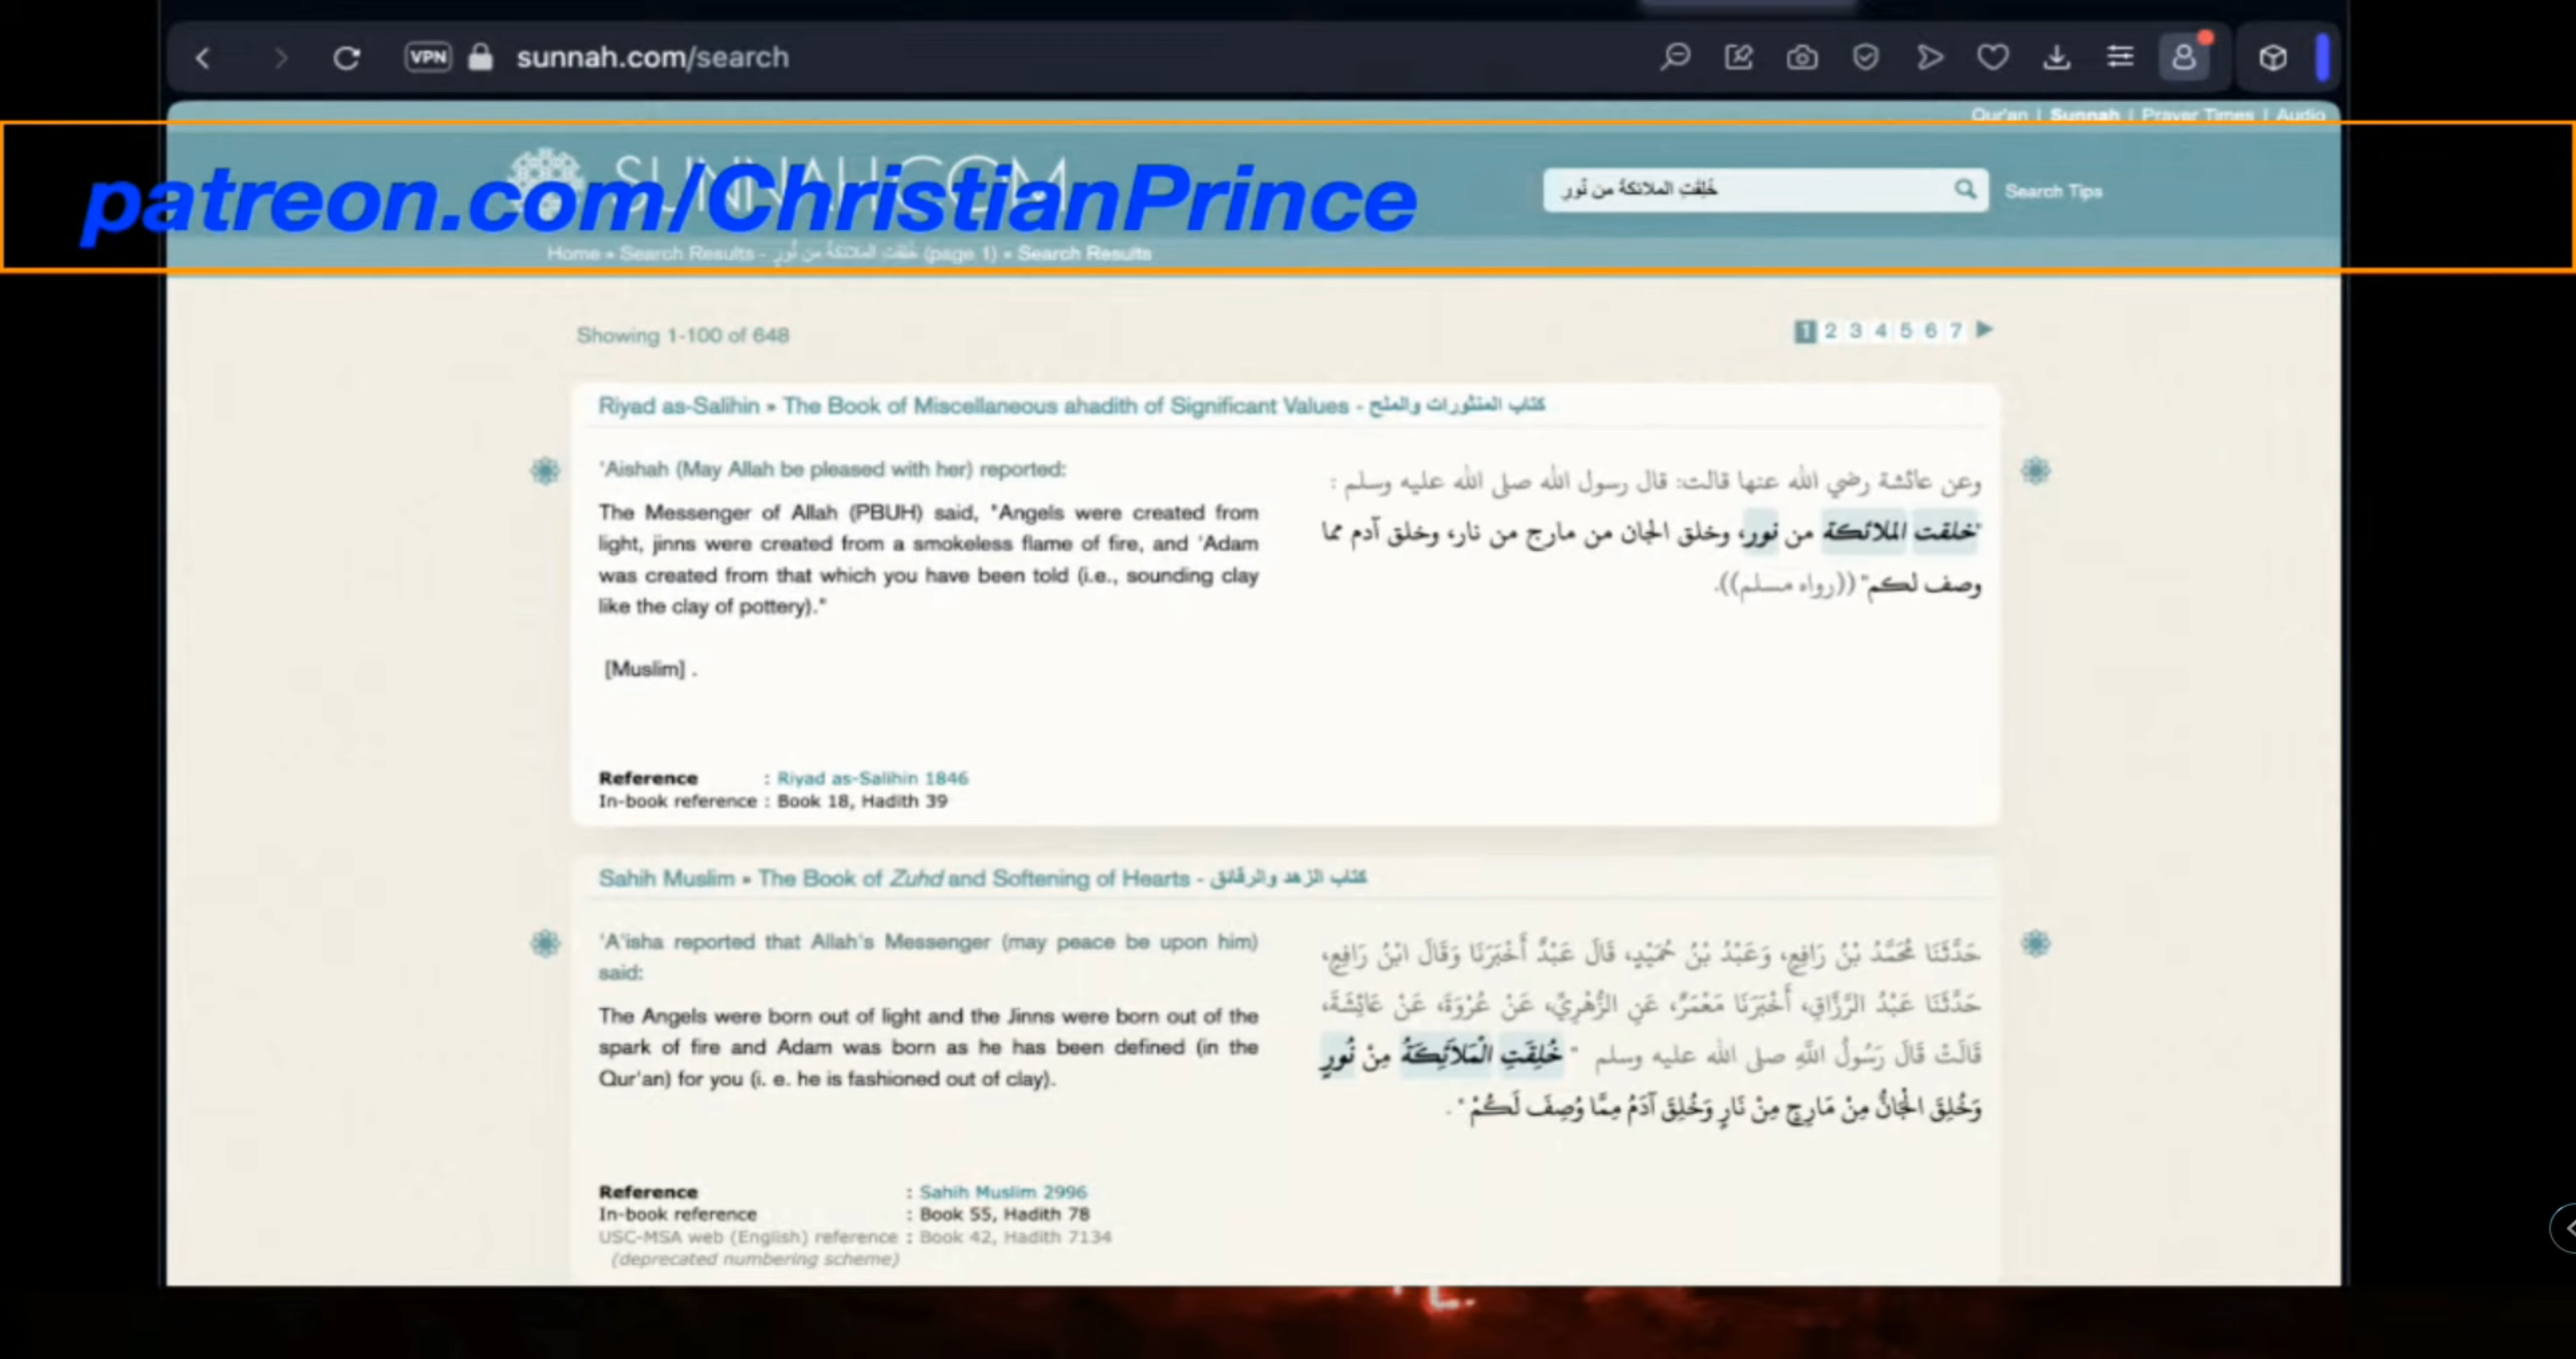 VPN sunnah.com/search
Qur'an | Sunnah | Prayer Times | Audio
SUNNAH.COM
patreon.com/ChristianPrince
خُلِقَتِ الملائكةُ من نُورٍ
Search Tips
Home » Search Results - خُلِقَتِ الملائكةُ من نُورٍ (page 1) » Search Results
Showing 1-100 of 648
1 2 3 4 5 6 7
Riyad as-Salihin » The Book of Miscellaneous ahadith of Significant Values - كتاب المنثورات والملح
'Aishah (May Allah be pleased with her) reported:
The Messenger of Allah (PBUH) said, "Angels were created from
light, jinns were created from a smokeless flame of fire, and 'Adam
was created from that which you have been told (i.e., sounding clay
like the clay of pottery)."
[Muslim] .
وعن عائشة رضي الله عنها قالت: قال رسول الله صلى الله عليه وسلم :
"خلقت الملائكة من نور، وخلق الجان من مارج من نار، وخلق آدم مما
وصف لكم" ((رواه مسلم)).
Reference : Riyad as-Salihin 1846
In-book reference : Book 18, Hadith 39
Sahih Muslim » The Book of Zuhd and Softening of Hearts - كتاب الزهد والرقائق
'A'isha reported that Allah's Messenger (may peace be upon him)
said:
The Angels were born out of light and the Jinns were born out of the
spark of fire and Adam was born as he has been defined (in the
Qur'an) for you (i. e. he is fashioned out of clay).
حَدَّثَنَا مُحَمَّدُ بْنُ رَافِعٍ، وَعَبْدُ بْنُ حُمَيْدٍ، قَالَ عَبْدٌ أَخْبَرَنَا وَقَالَ ابْنُ رَافِعٍ،
حَدَّثَنَا عَبْدُ الرَّزَّاقِ، أَخْبَرَنَا مَعْمَرٌ، عَنِ الزُّهْرِيِّ، عَنْ عُرْوَةَ، عَنْ عَائِشَةَ،
قَالَتْ قَالَ رَسُولُ اللَّهِ صلى الله عليه وسلم " خُلِقَتِ الْمَلاَئِكَةُ مِنْ نُورٍ
وَخُلِقَ الْجَانُّ مِنْ مَارِجٍ مِنْ نَارٍ وَخُلِقَ آدَمُ مِمَّا وُصِفَ لَكُمْ " .
Reference : Sahih Muslim 2996
In-book reference : Book 55, Hadith 78
USC-MSA web (English) reference : Book 42, Hadith 7134
(deprecated numbering scheme)